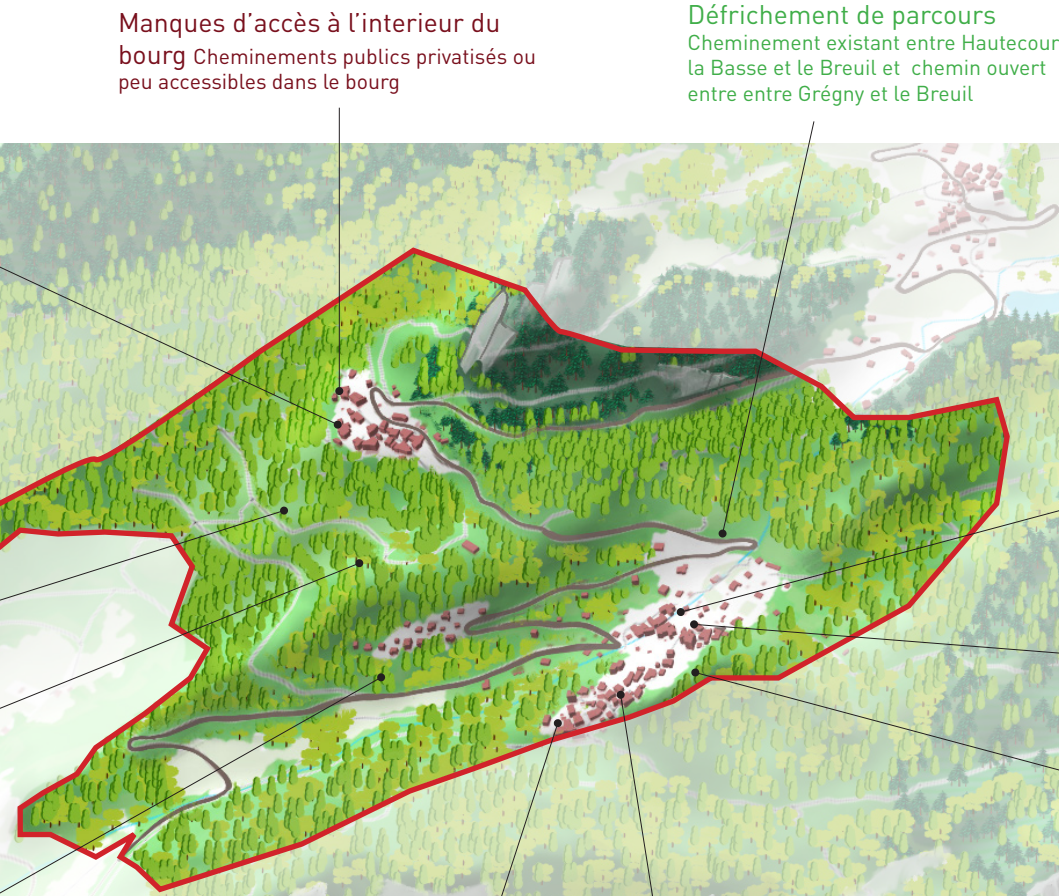 Manques d’accès à l’interieur du
bourg Cheminements publics privatisés ou
peu accessibles dans le bourg
Défrichement de parcours
Cheminement existant entre Hautecour
la Basse et le Breuil et chemin ouvert
entre entre Grégny et le Breuil